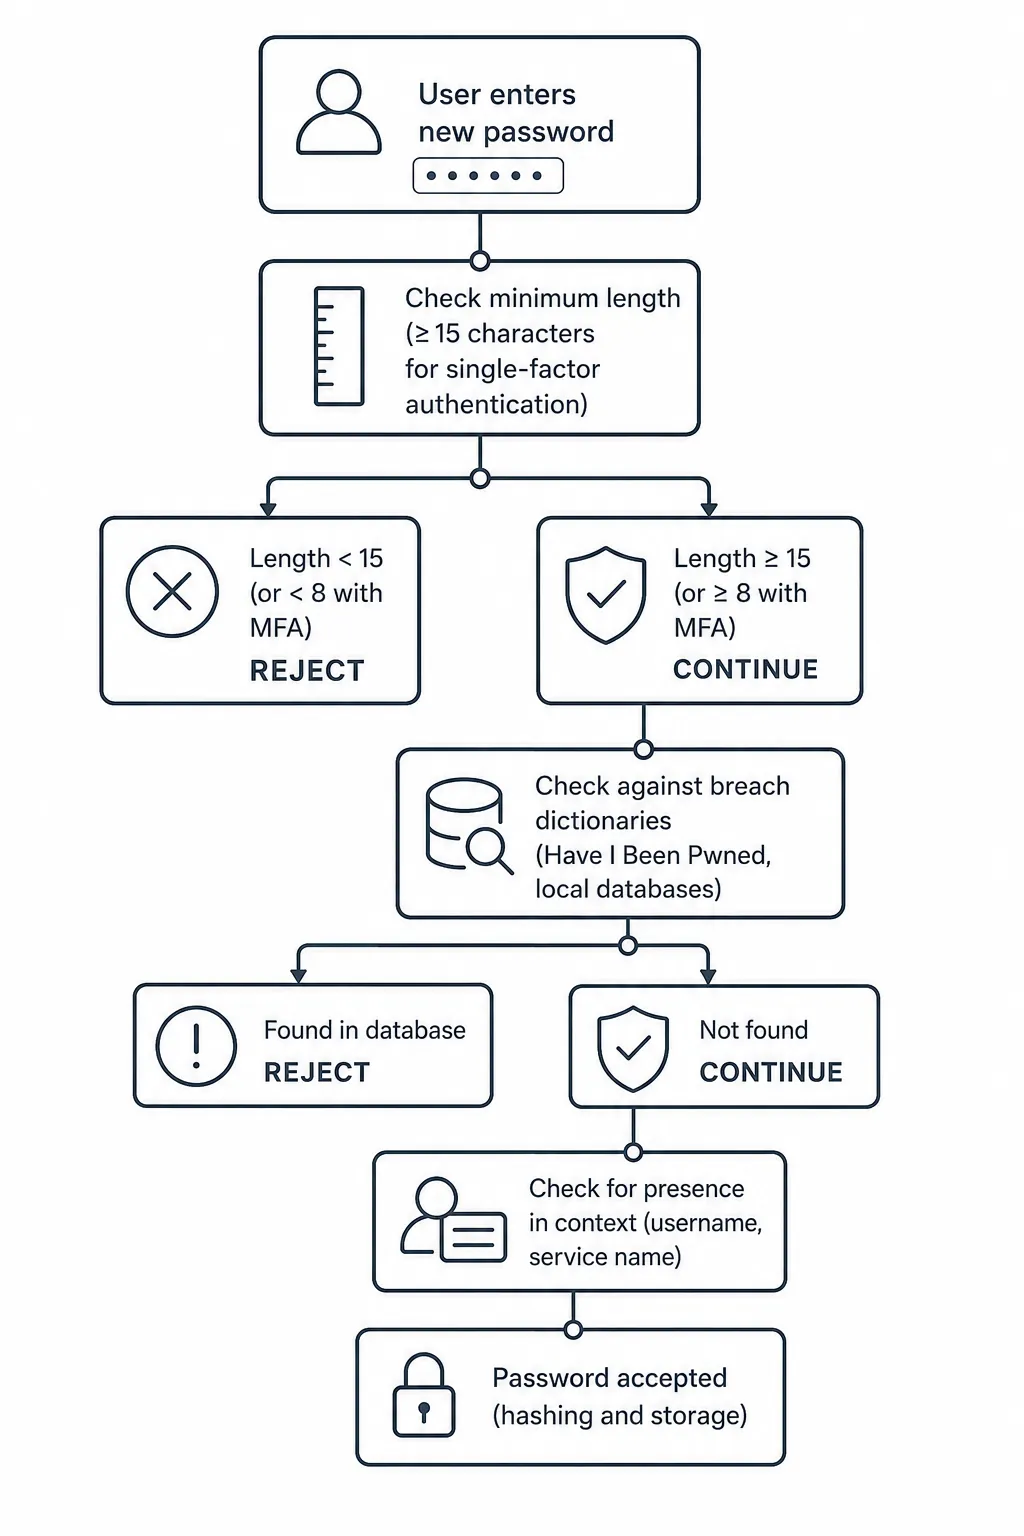 User enters
new password
Check minimum length
(≥ 15 characters
for single-factor
authentication)
Length < 15
(or < 8 with
MFA)
REJECT
Length ≥ 15
(or ≥ 8 with
MFA)
CONTINUE
Check against breach
dictionaries
(Have I Been Pwned,
local databases)
Found in database
REJECT
Not found
CONTINUE
Check for presence
in context (username,
service name)
Password accepted
(hashing and storage)